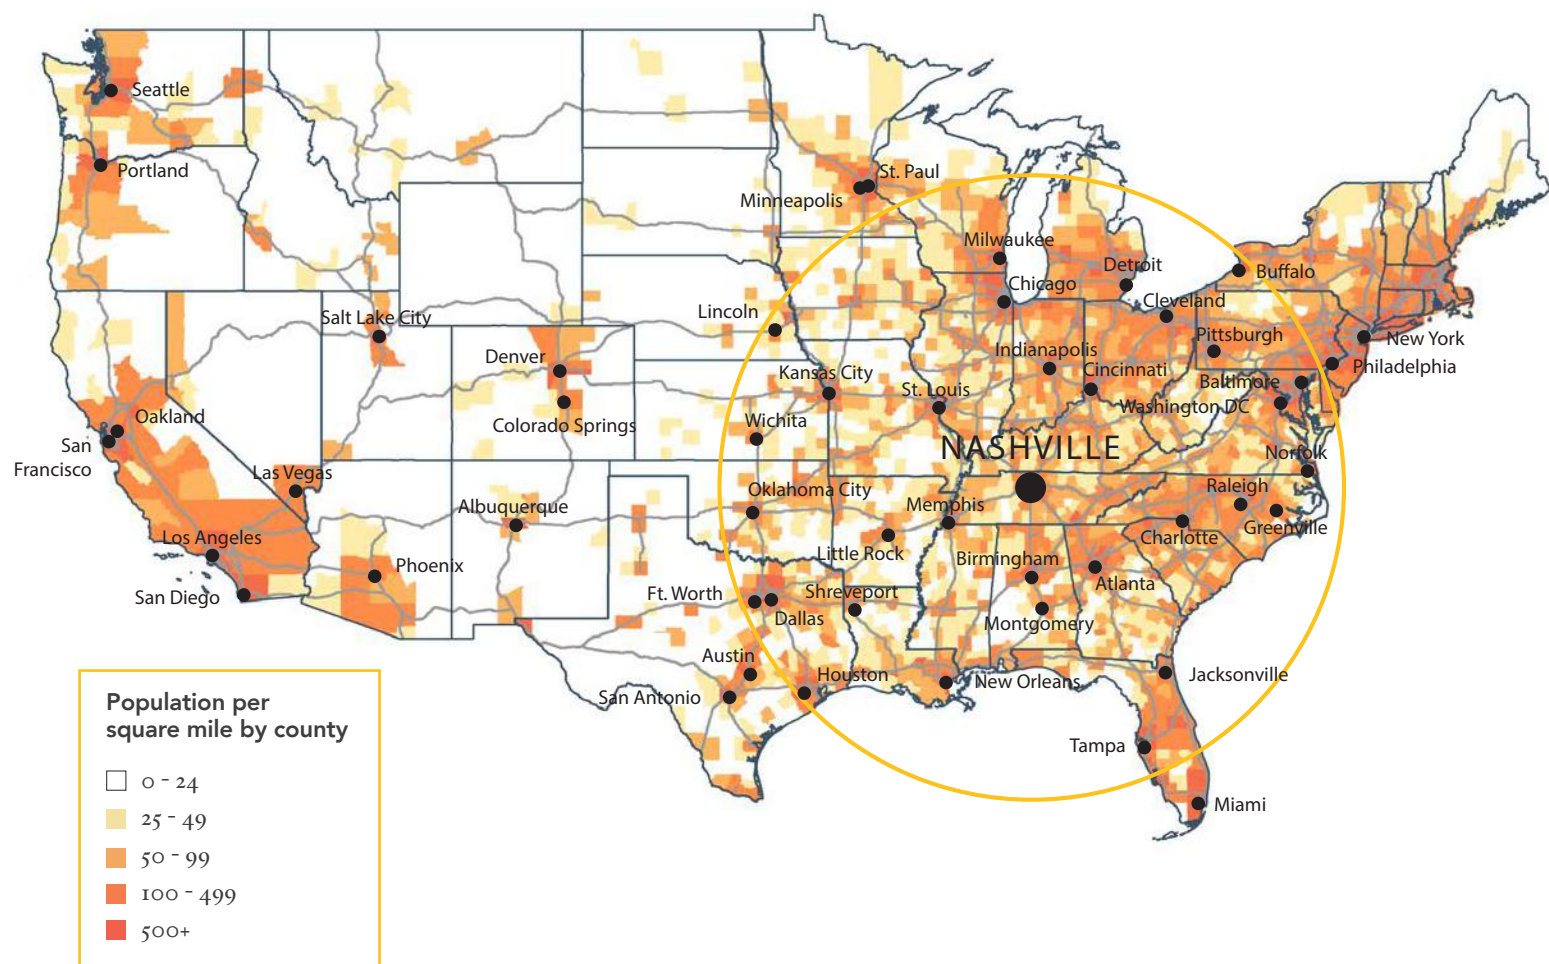 Seattle
Portland
St. Paul
Minneapolis
Milwaukee
Detroit
Buffalo
Chicago
Cleveland
Lincoln
Salt Lake City
Pittsburgh
New York
Denver
Indianapolis
Philadelphia
Kansas City
Cincinnati
Baltimore
St. Louis
Washington DC
Oakland
Colorado Springs
Wichita
San
Francisco
NASHVILLE
Norfolk
Las Vegas
Oklahoma City
Raleigh
Albuquerque
Memphis
Greenville
Los Angeles
Charlotte
Little Rock
Birmingham
Phoenix
Atlanta
San Diego
Ft. Worth
Shreveport
Dallas
Montgomery
Austin
Houston
Jacksonville
New Orleans
San Antonio
Tampa
Miami
Population per
square mile by county
0 - 24
25 - 49
50 - 99
100 - 499
500+